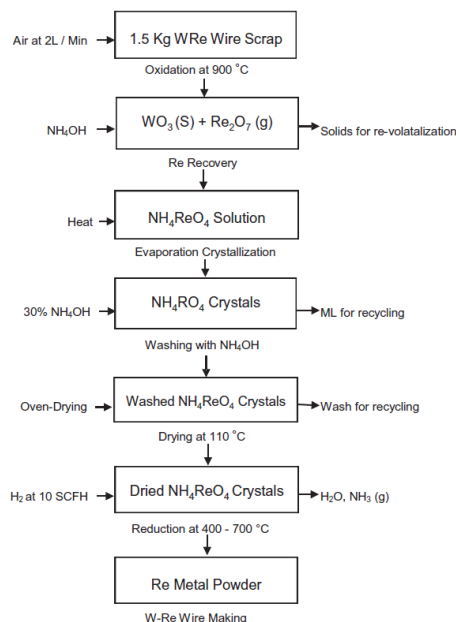 Air at 2L / Min
1.5 Kg WRe Wire Scrap
Oxidation at 900 °C
NH4OH
WO3 (S) + Re2O7 (g)
Solids for re-volatalization
Re Recovery
Heat
NH4ReO4 Solution
Evaporation Crystallization
30% NH4OH
NH4RO4 Crystals
ML for recycling
Washing with NH4OH
Oven-Drying
Washed NH4ReO4 Crystals
Wash for recycling
Drying at 110 °C
H2 at 10 SCFH
Dried NH4ReO4 Crystals
H2O, NH3 (g)
Reduction at 400 - 700 °C
Re Metal Powder
W-Re Wire Making